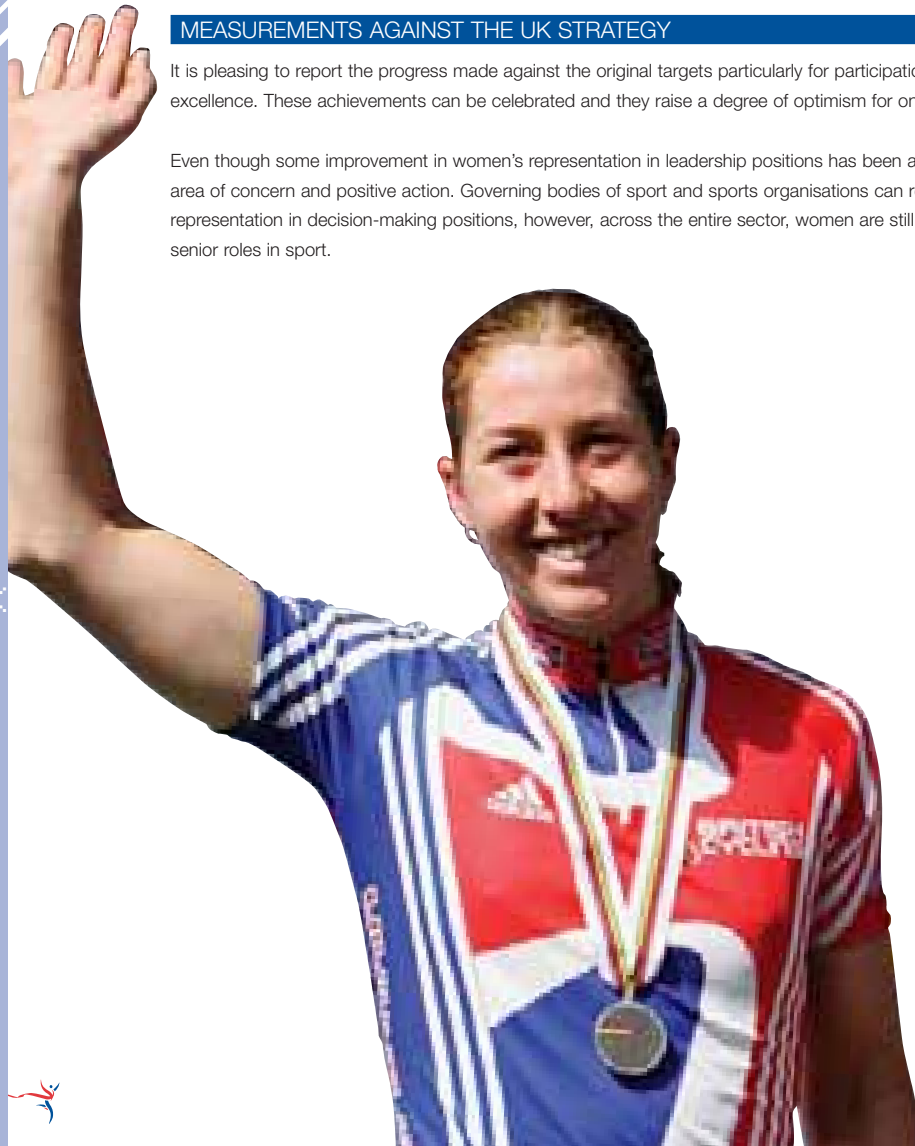 MEASUREMENTS AGAINST THE UK STRATEGY
It is pleasing to report the progress made against the original targets particularly for
excellence. These achievements can be celebrated and they raise a degree of optimism for
Even though some improvement in women's representation in leadership positions has been
area of concern and positive action. Governing bodies of sport and sports organisations can
representation in decision-making positions, however, across the entire sector, women are still
senior roles in sport.
adidas
BRITISH